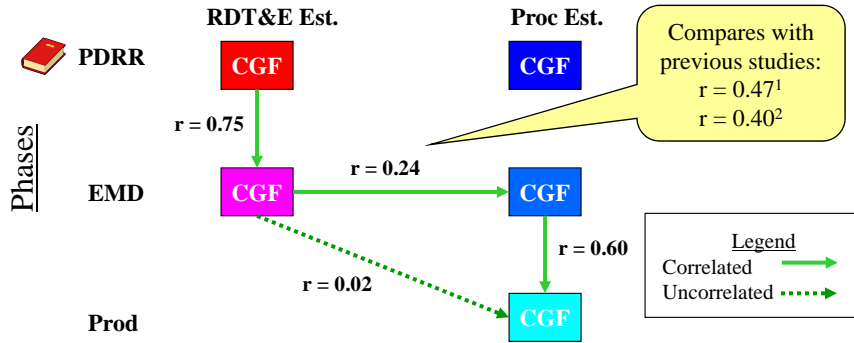 RDT&E Est.
Proc Est.
PDRR
CGF
CGF
Compares with
previous studies:
r = 0.47¹
r = 0.40²
r = 0.75
Phases
EMD
CGF
r = 0.24
CGF
r = 0.60
r = 0.02
Legend
Correlated
Uncorrelated
Prod
CGF